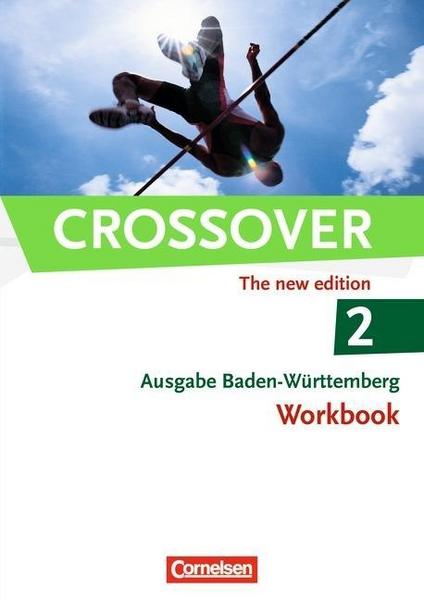 CROSSOVER
The new edition
2
Ausgabe Baden-Württemberg
Workbook
Cornelsen